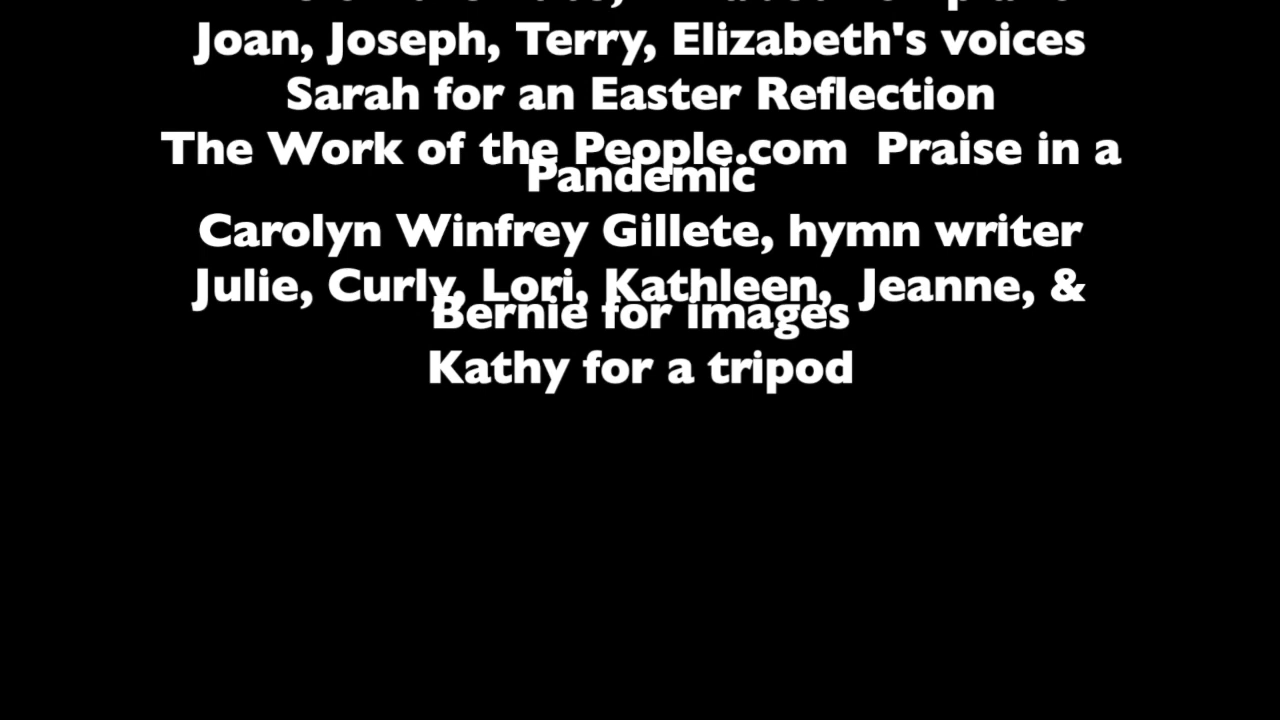 Joan, Joseph, Terry, Elizabeth's voices
Sarah for an Easter Reflection
The Work of the People.com  Praise in a
Pandemic
Carolyn Winfrey Gillete, hymn writer
Julie, Curly, Lori, Kathleen,  Jeanne, &
Bernie for images
Kathy for a tripod